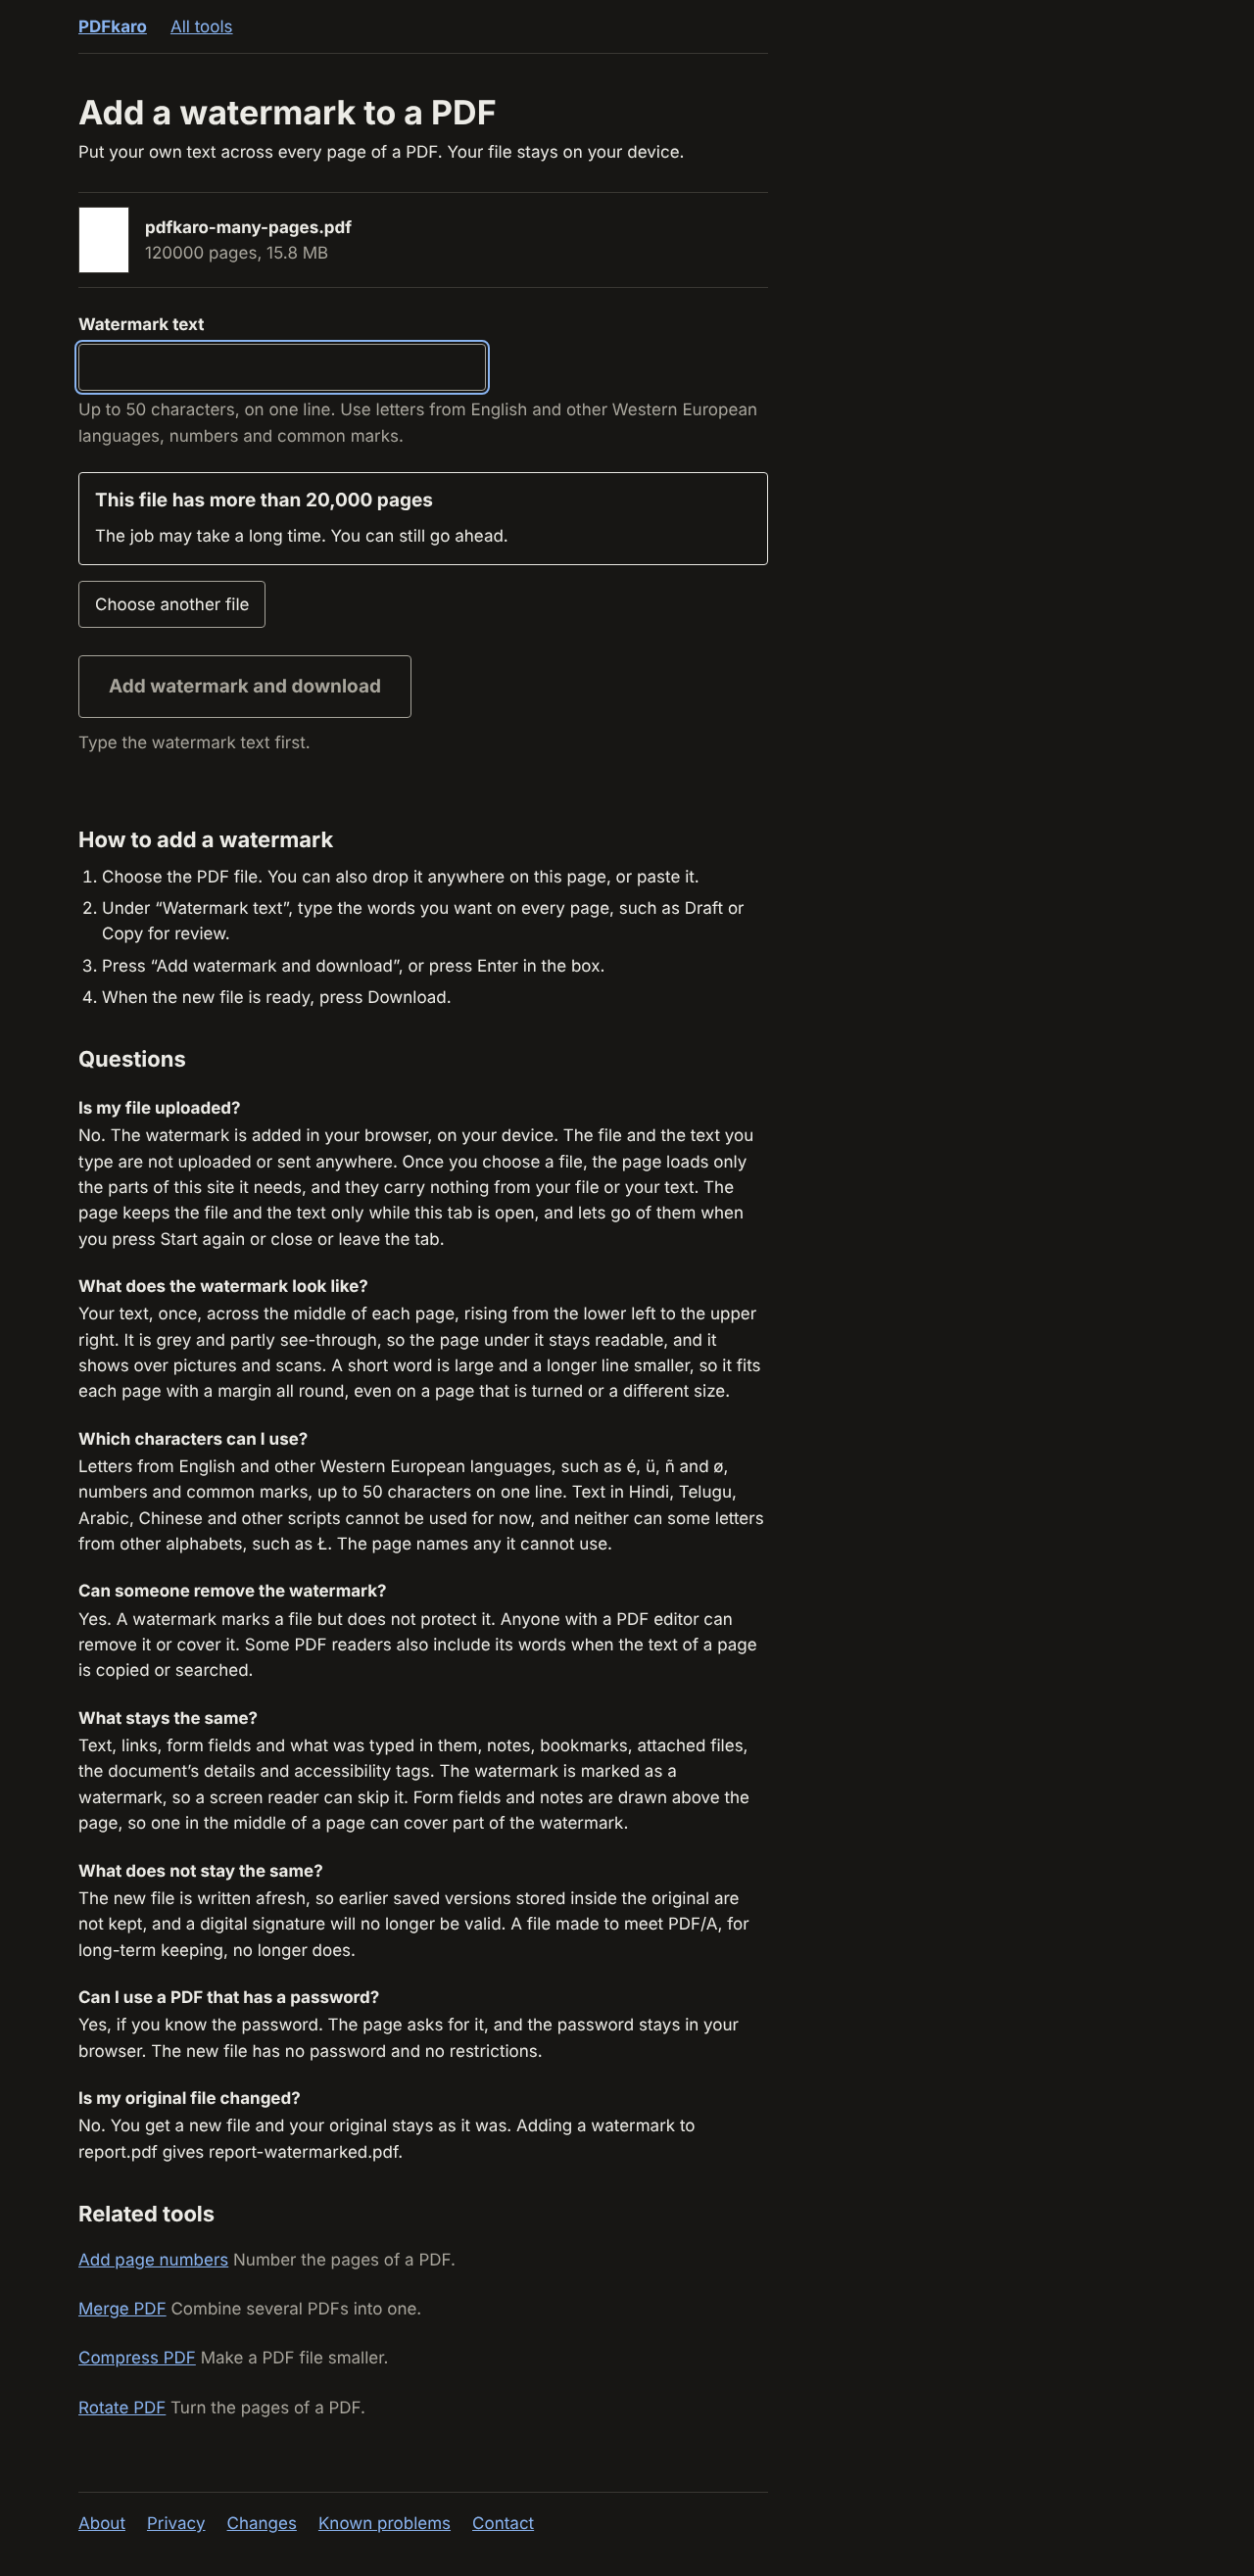 PDFkaro All tools
Add a watermark to a PDF
Put your own text across every page of a PDF. Your file stays on your device.
pdfkaro-many-pages.pdf
120000 pages, 15.8 MB
Watermark text
Up to 50 characters, on one line. Use letters from English and other Western European
languages, numbers and common marks.
This file has more than 20,000 pages
The job may take a long time. You can still go ahead.
Choose another file
Add watermark and download
Type the watermark text first.
How to add a watermark
1. Choose the PDF file. You can also drop it anywhere on this page, or paste it.
2. Under “Watermark text”, type the words you want on every page, such as Draft or
Copy for review.
3. Press “Add watermark and download”, or press Enter in the box.
4. When the new file is ready, press Download.
Questions
Is my file uploaded?
No. The watermark is added in your browser, on your device. The file and the text you
type are not uploaded or sent anywhere. Once you choose a file, the page loads only
the parts of this site it needs, and they carry nothing from your file or your text. The
page keeps the file and the text only while this tab is open, and lets go of them when
you press Start again or close or leave the tab.
What does the watermark look like?
Your text, once, across the middle of each page, rising from the lower left to the upper
right. It is grey and partly see-through, so the page under it stays readable, and it
shows over pictures and scans. A short word is large and a longer line smaller, so it fits
each page with a margin all round, even on a page that is turned or a different size.
Which characters can I use?
Letters from English and other Western European languages, such as é, ü, ñ and ø,
numbers and common marks, up to 50 characters on one line. Text in Hindi, Telugu,
Arabic, Chinese and other scripts cannot be used for now, and neither can some letters
from other alphabets, such as Ł. The page names any it cannot use.
Can someone remove the watermark?
Yes. A watermark marks a file but does not protect it. Anyone with a PDF editor can
remove it or cover it. Some PDF readers also include its words when the text of a page
is copied or searched.
What stays the same?
Text, links, form fields and what was typed in them, notes, bookmarks, attached files,
the document’s details and accessibility tags. The watermark is marked as a
watermark, so a screen reader can skip it. Form fields and notes are drawn above the
page, so one in the middle of a page can cover part of the watermark.
What does not stay the same?
The new file is written afresh, so earlier saved versions stored inside the original are
not kept, and a digital signature will no longer be valid. A file made to meet PDF/A, for
long-term keeping, no longer does.
Can I use a PDF that has a password?
Yes, if you know the password. The page asks for it, and the password stays in your
browser. The new file has no password and no restrictions.
Is my original file changed?
No. You get a new file and your original stays as it was. Adding a watermark to
report.pdf gives report-watermarked.pdf.
Related tools
Add page numbers Number the pages of a PDF.
Merge PDF Combine several PDFs into one.
Compress PDF Make a PDF file smaller.
Rotate PDF Turn the pages of a PDF.
About Privacy Changes Known problems Contact